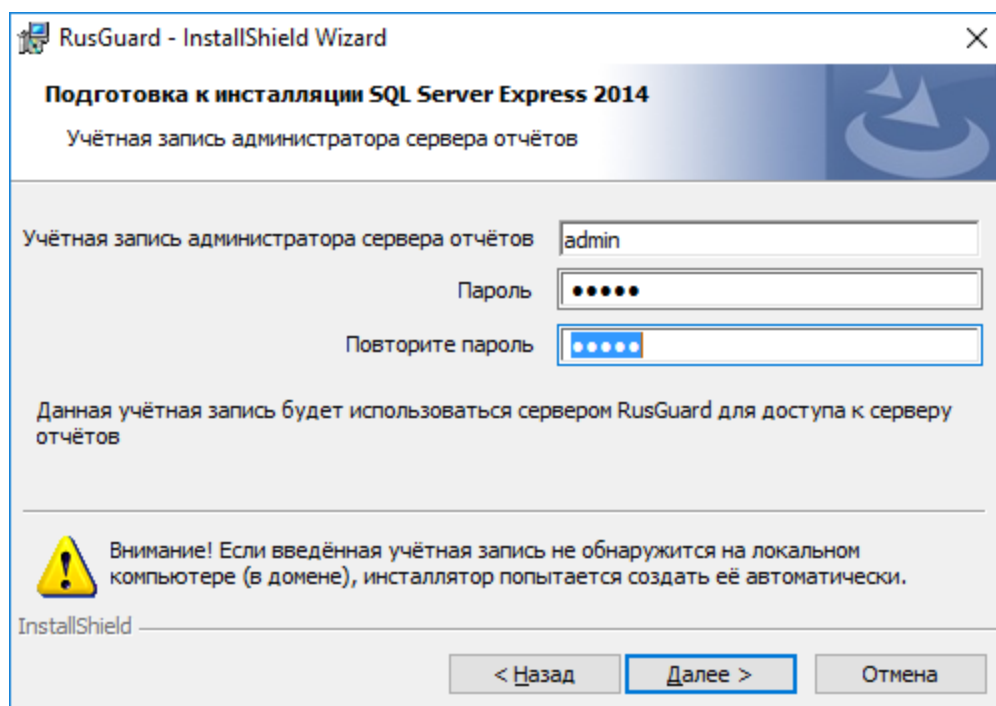 RusGuard - InstallShield Wizard
Подготовка к инсталляции SQL Server Express 2014
Учётная запись администратора сервера отчётов
Учётная запись администратора сервера отчётов admin
Пароль •••••
Повторите пароль •••••
Данная учётная запись будет использоваться сервером RusGuard для доступа к серверу
отчётов
Внимание! Если введённая учётная запись не обнаружится на локальном
компьютере (в домене), инсталлятор попытается создать её автоматически.
InstallShield
< Назад Далее > Отмена